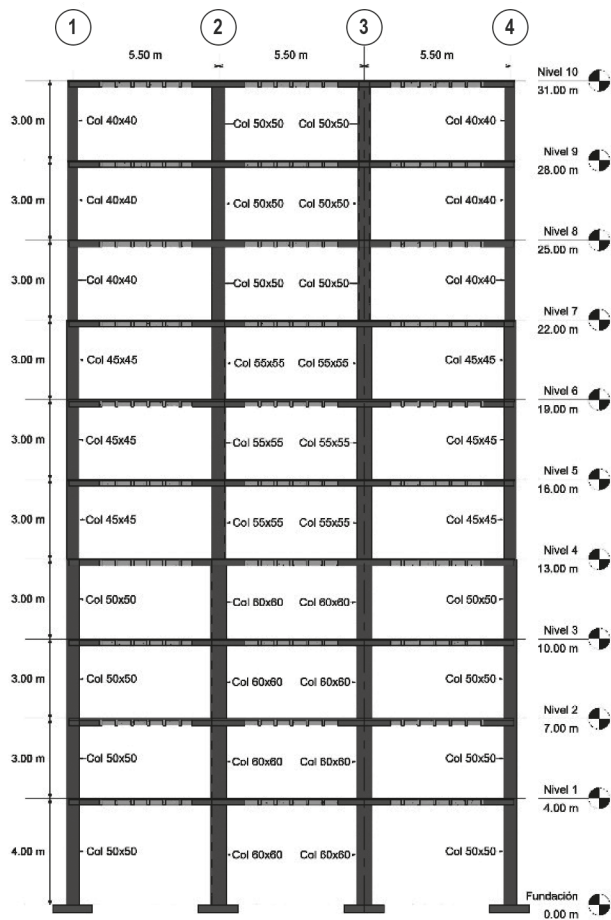 1 2 3 4
5.50 m 5.50 m 5.50 m
Nivel 10
31.00 m
3.00 m Col 40x40 Col 50x50 Col 50x50 Col 40x40
Nivel 9
28.00 m
3.00 m Col 40x40 Col 50x50 Col 50x50 Col 40x40
Nivel 8
25.00 m
3.00 m Col 40x40 Col 50x50 Col 50x50 Col 40x40
Nivel 7
22.00 m
3.00 m Col 45x45 Col 55x55 Col 55x55 Col 45x45
Nivel 6
19.00 m
3.00 m Col 45x45 Col 55x55 Col 55x55 Col 45x45
Nivel 5
16.00 m
3.00 m Col 45x45 Col 55x55 Col 55x55 Col 45x45
Nivel 4
13.00 m
3.00 m Col 50x50 Col 60x60 Col 60x60 Col 50x50
Nivel 3
10.00 m
3.00 m Col 50x50 Col 60x60 Col 60x60 Col 50x50
Nivel 2
7.00 m
3.00 m Col 50x50 Col 60x60 Col 60x60 Col 50x50
Nivel 1
4.00 m
4.00 m Col 50x50 Col 60x60 Col 60x60 Col 50x50
Fundación
0.00 m